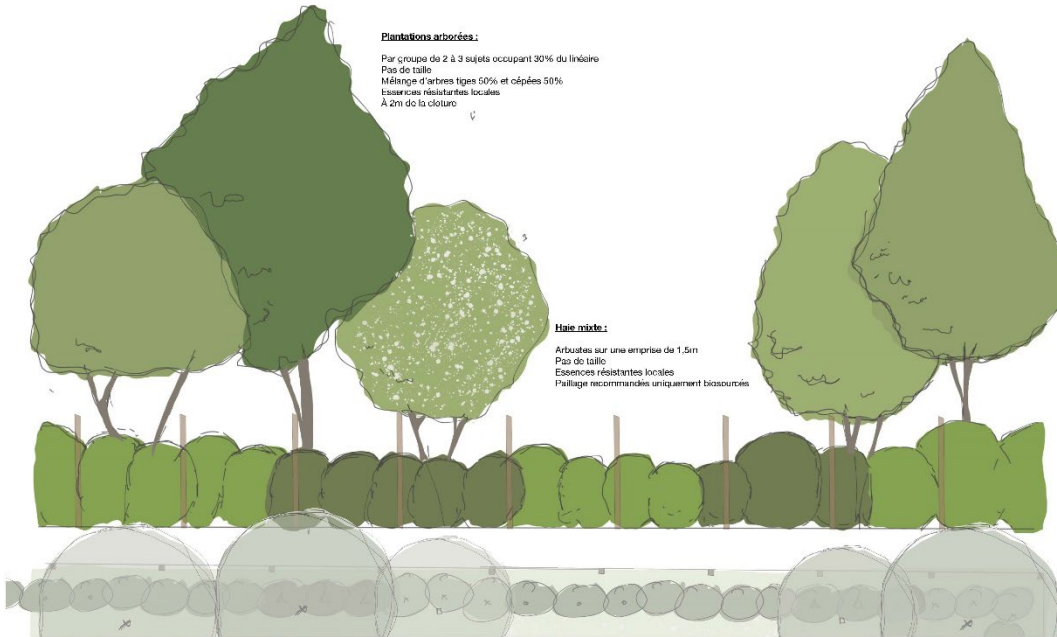 Plantations arborées :
Par groupe de 2 à 3 sujets occupant 30% du linéaire
Pas de taille
Mélange d'arbres tiges 50% et cépées 50%
Essences résistantes locales
À 2m de la cloture
Haie mixte :
Arbustes sur une emprise de 1,5m
Pas de taille
Essences résistantes locales
Paillage recommandés uniquement biosourcés